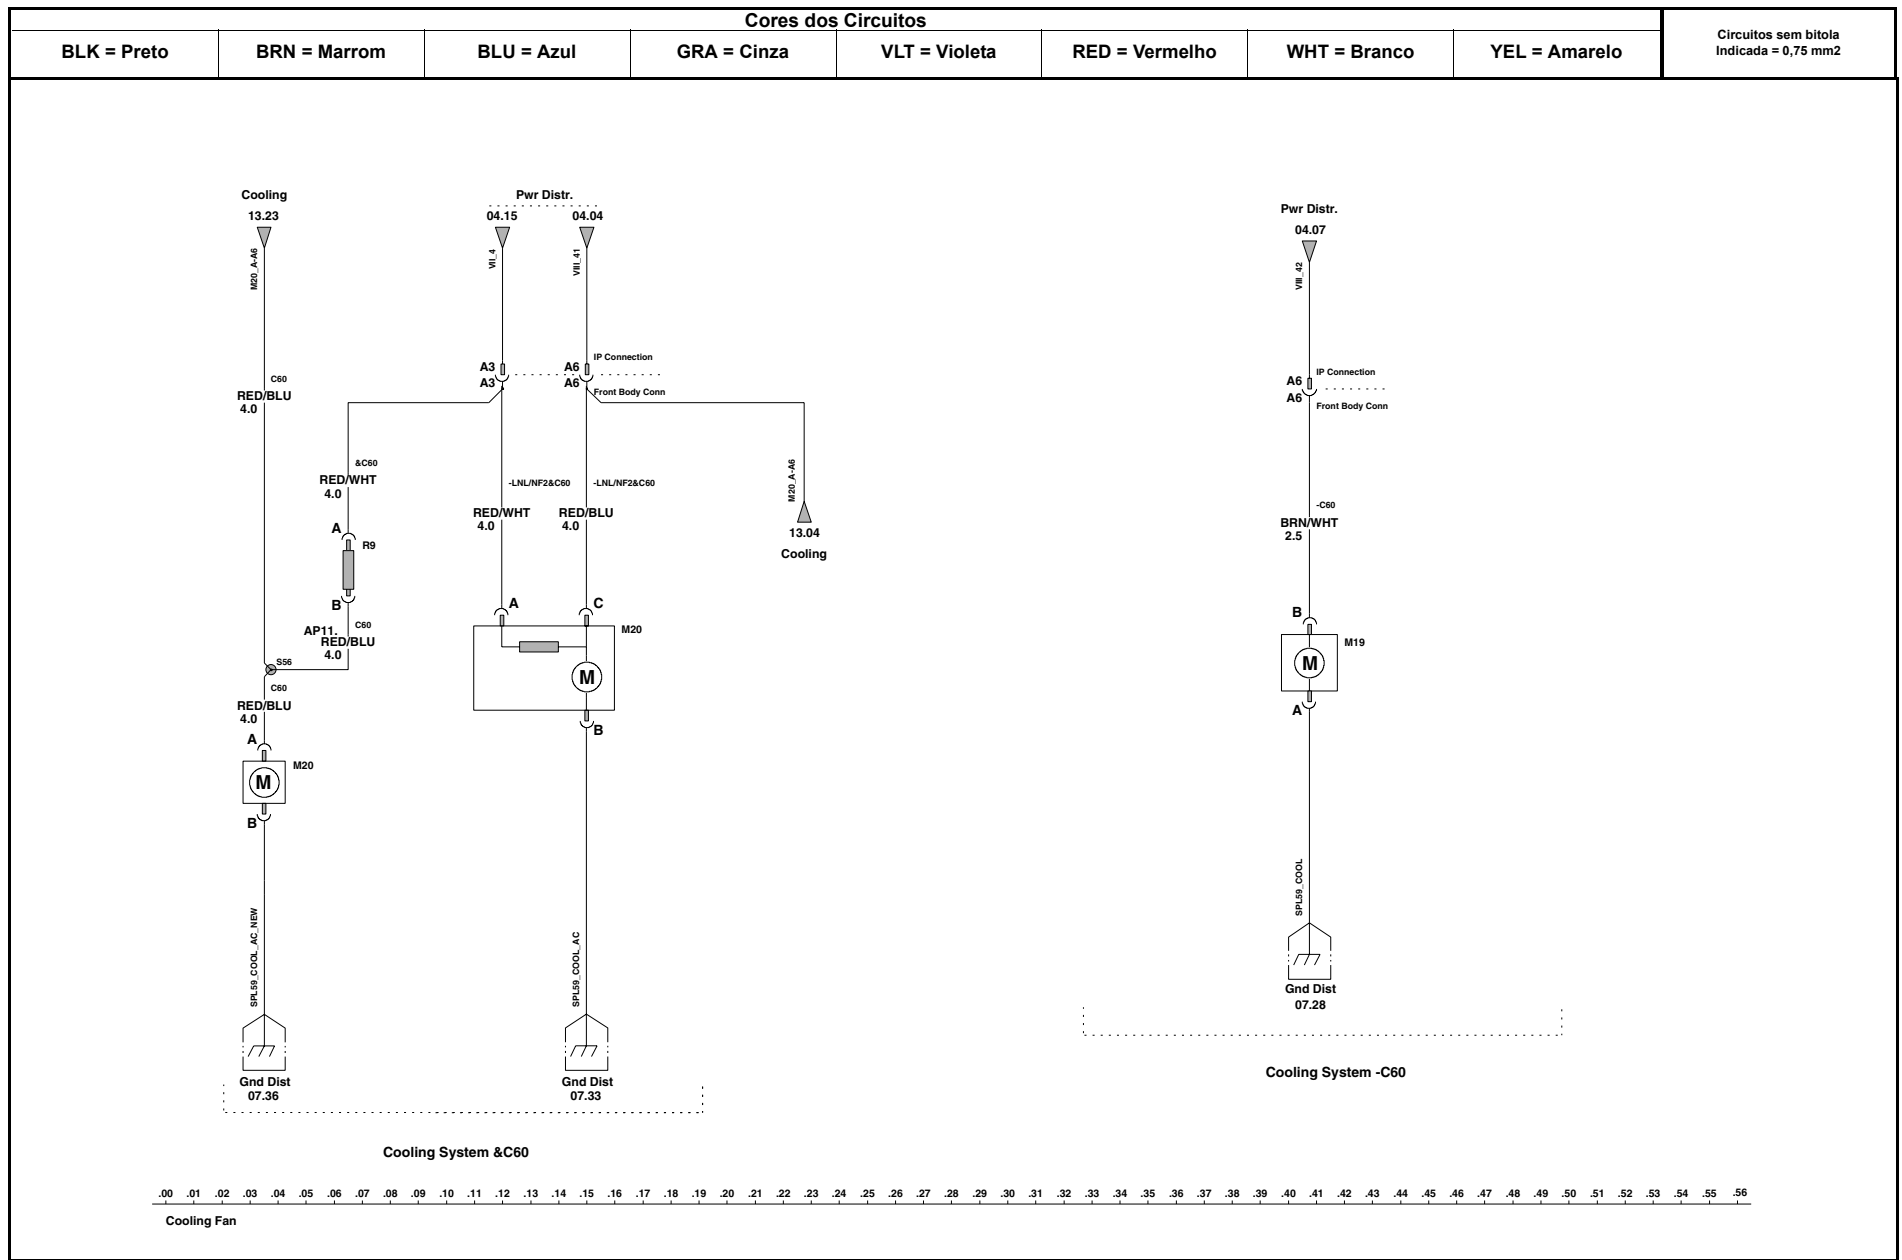 Cores dos Circuitos
BLK = Preto
BRN = Marrom
BLU = Azul
GRA = Cinza
VLT = Violeta
RED = Vermelho
WHT = Branco
YEL = Amarelo
Circuitos sem bitola
Indicada = 0,75 mm2
Cooling
13.23
M20_A-A6
Pwr Distr.
04.15
04.04
VII_4
VIII_41
Pwr Distr.
04.07
VIII_42
A3
A3
A6
A6
IP Connection
Front Body Conn
A6
A6
IP Connection
Front Body Conn
C60
RED/BLU
4.0
&C60
RED/WHT
4.0
-LNL/NF2&C60
RED/WHT
4.0
-LNL/NF2&C60
RED/BLU
4.0
M20_A-A6
13.04
Cooling
-C60
BRN/WHT
2.5
A
R9
B
AP11.
C60
RED/BLU
4.0
S56
C60
RED/BLU
4.0
A
C
M20
M
B
B
M19
M
A
A
M20
M
B
SPL59_COOL_AC_NEW
SPL59_COOL_AC
SPL59_COOL
Gnd Dist
07.28
Gnd Dist
07.36
Gnd Dist
07.33
Cooling System -C60
Cooling System &C60
.00 .01 .02 .03 .04 .05 .06 .07 .08 .09 .10 .11 .12 .13 .14 .15 .16 .17 .18 .19 .20 .21 .22 .23 .24 .25 .26 .27 .28 .29 .30 .31 .32 .33 .34 .35 .36 .37 .38 .39 .40 .41 .42 .43 .44 .45 .46 .47 .48 .49 .50 .51 .52 .53 .54 .55 .56
Cooling Fan